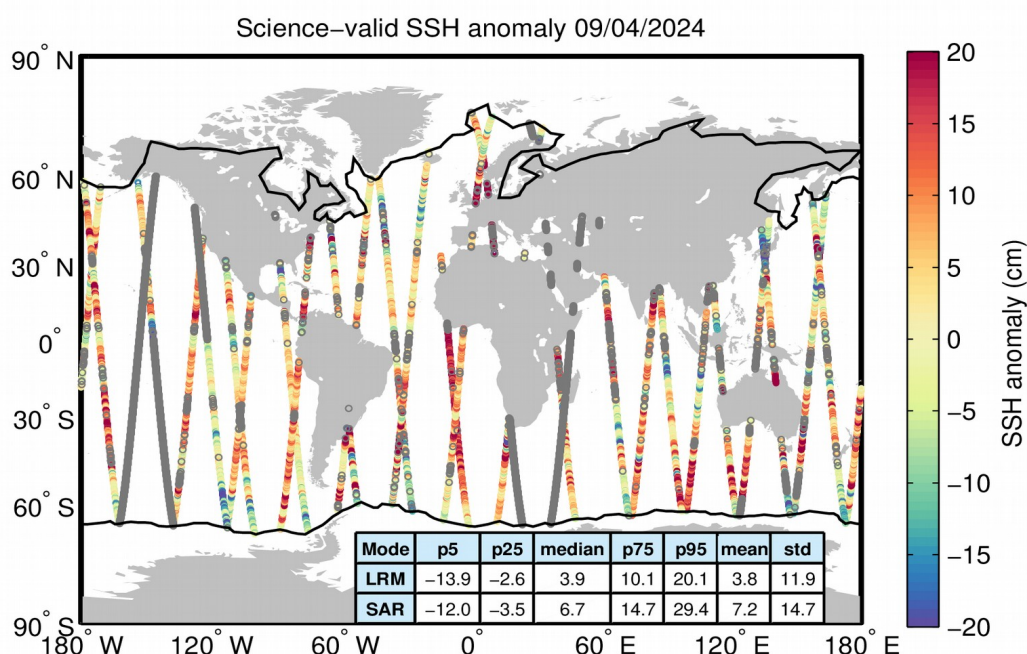 Science−valid SSH anomaly 09/04/2024
90° N
60° N
30° N
0°
30° S
60° S
90° S
180° W
120° W
60° W
0°
60° E
120° E
180° E
Mode p5 p25 median p75 p95 mean std
LRM −13.9 −2.6 3.9 10.1 20.1 3.8 11.9
SAR −12.0 −3.5 6.7 14.7 29.4 7.2 14.7
20
15
10
5
0
−5
−10
−15
−20
SSH anomaly (cm)